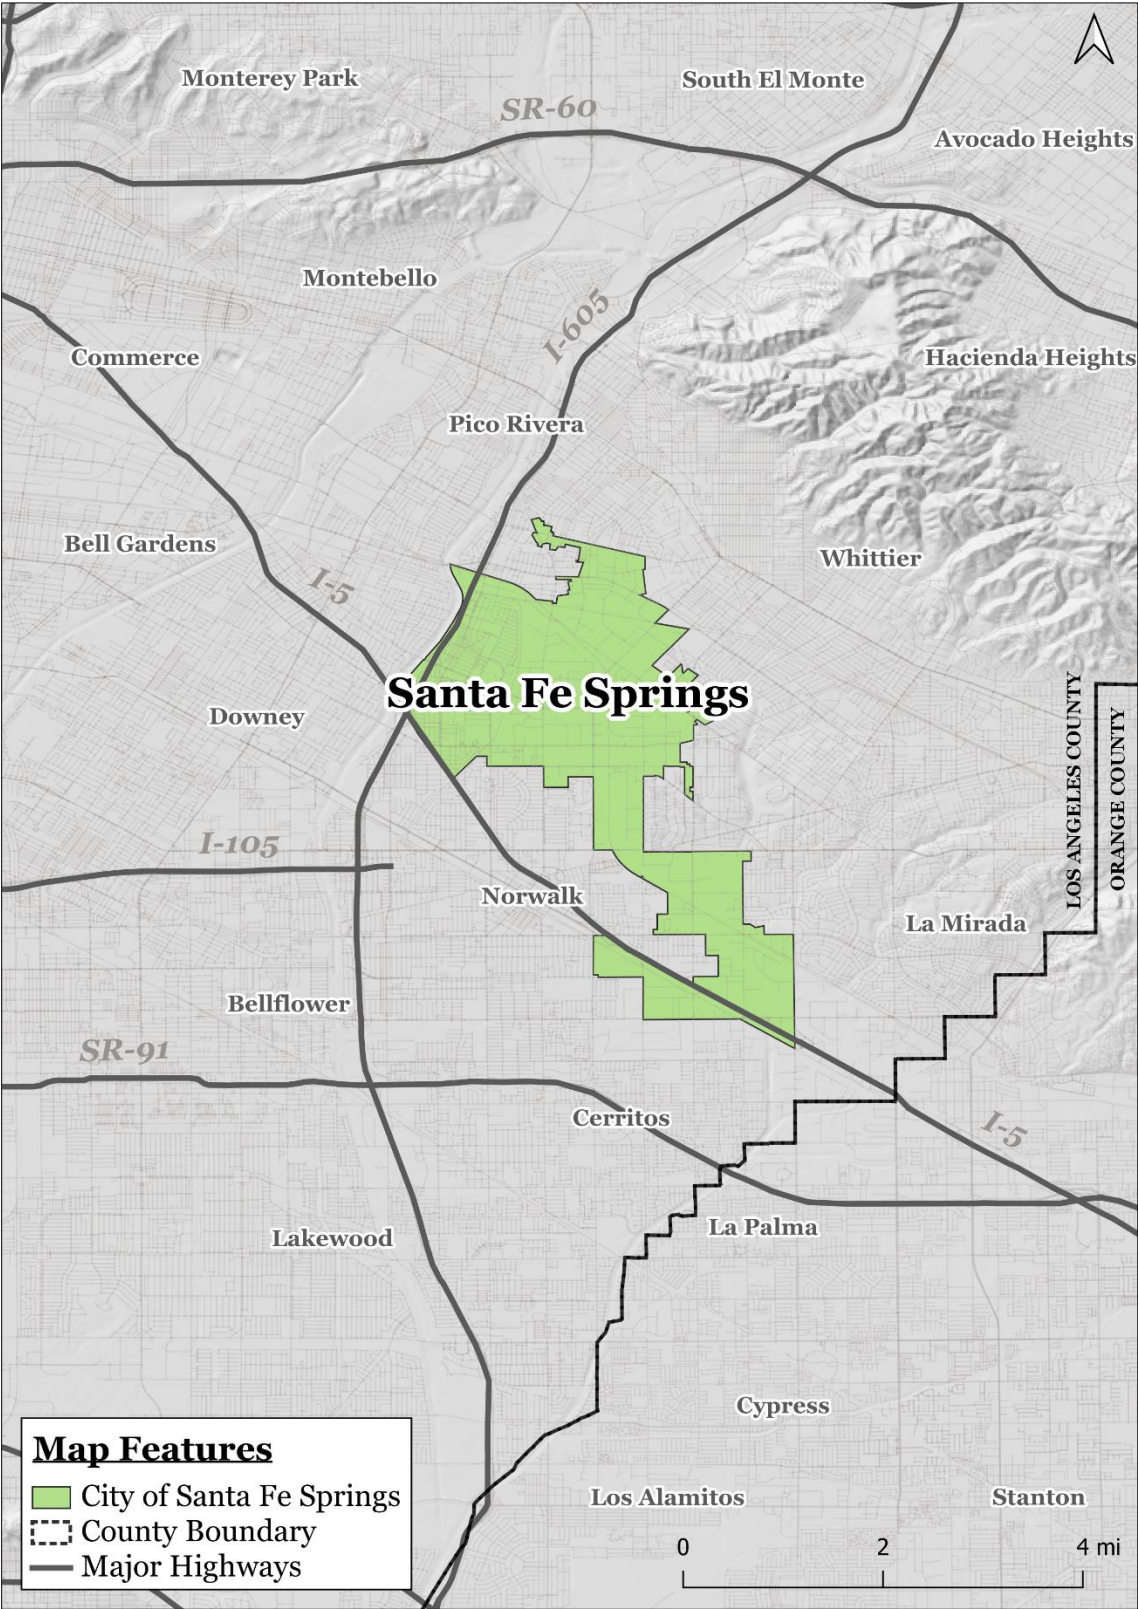 Monterey Park
South El Monte
SR-60
Avocado Heights
Montebello
I-605
Commerce
Hacienda Heights
Pico Rivera
Bell Gardens
Whittier
I-5
Santa Fe Springs
Downey
LOS ANGELES COUNTY
ORANGE COUNTY
I-105
Norwalk
La Mirada
Bellflower
SR-91
Cerritos
I-5
La Palma
Lakewood
Cypress
Los Alamitos
Stanton
Map Features
City of Santa Fe Springs
County Boundary
Major Highways
0 2 4 mi